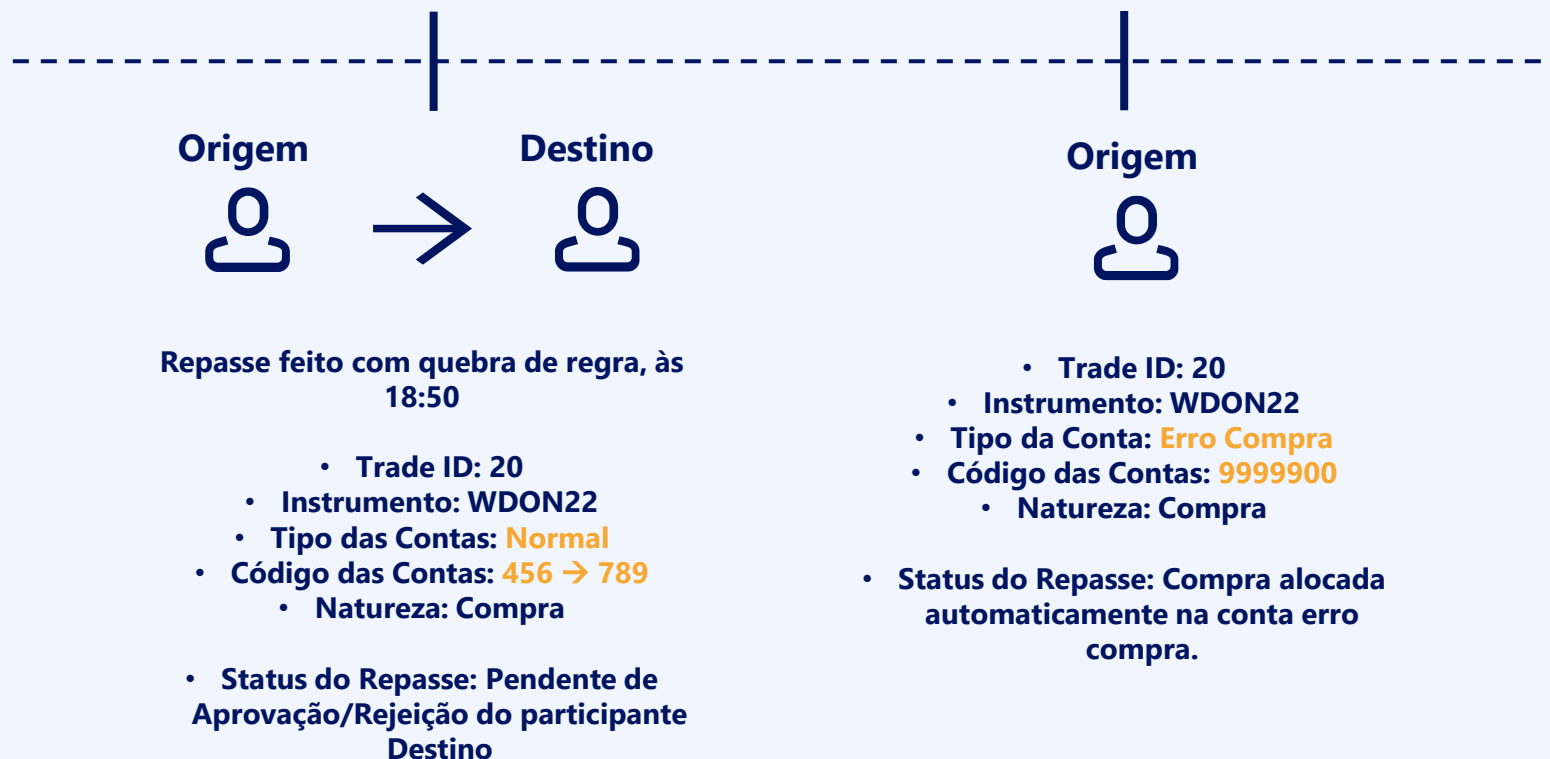 Origem
Destino
Repasse feito com quebra de regra, às
18:50
• Trade ID: 20
• Instrumento: WDON22
• Tipo das Contas: Normal
• Código das Contas: 456 → 789
• Natureza: Compra
• Status do Repasse: Pendente de
Aprovação/Rejeição do participante
Destino
Origem
• Trade ID: 20
• Instrumento: WDON22
• Tipo da Conta: Erro Compra
• Código das Contas: 9999900
• Natureza: Compra
• Status do Repasse: Compra alocada
automaticamente na conta erro
compra.